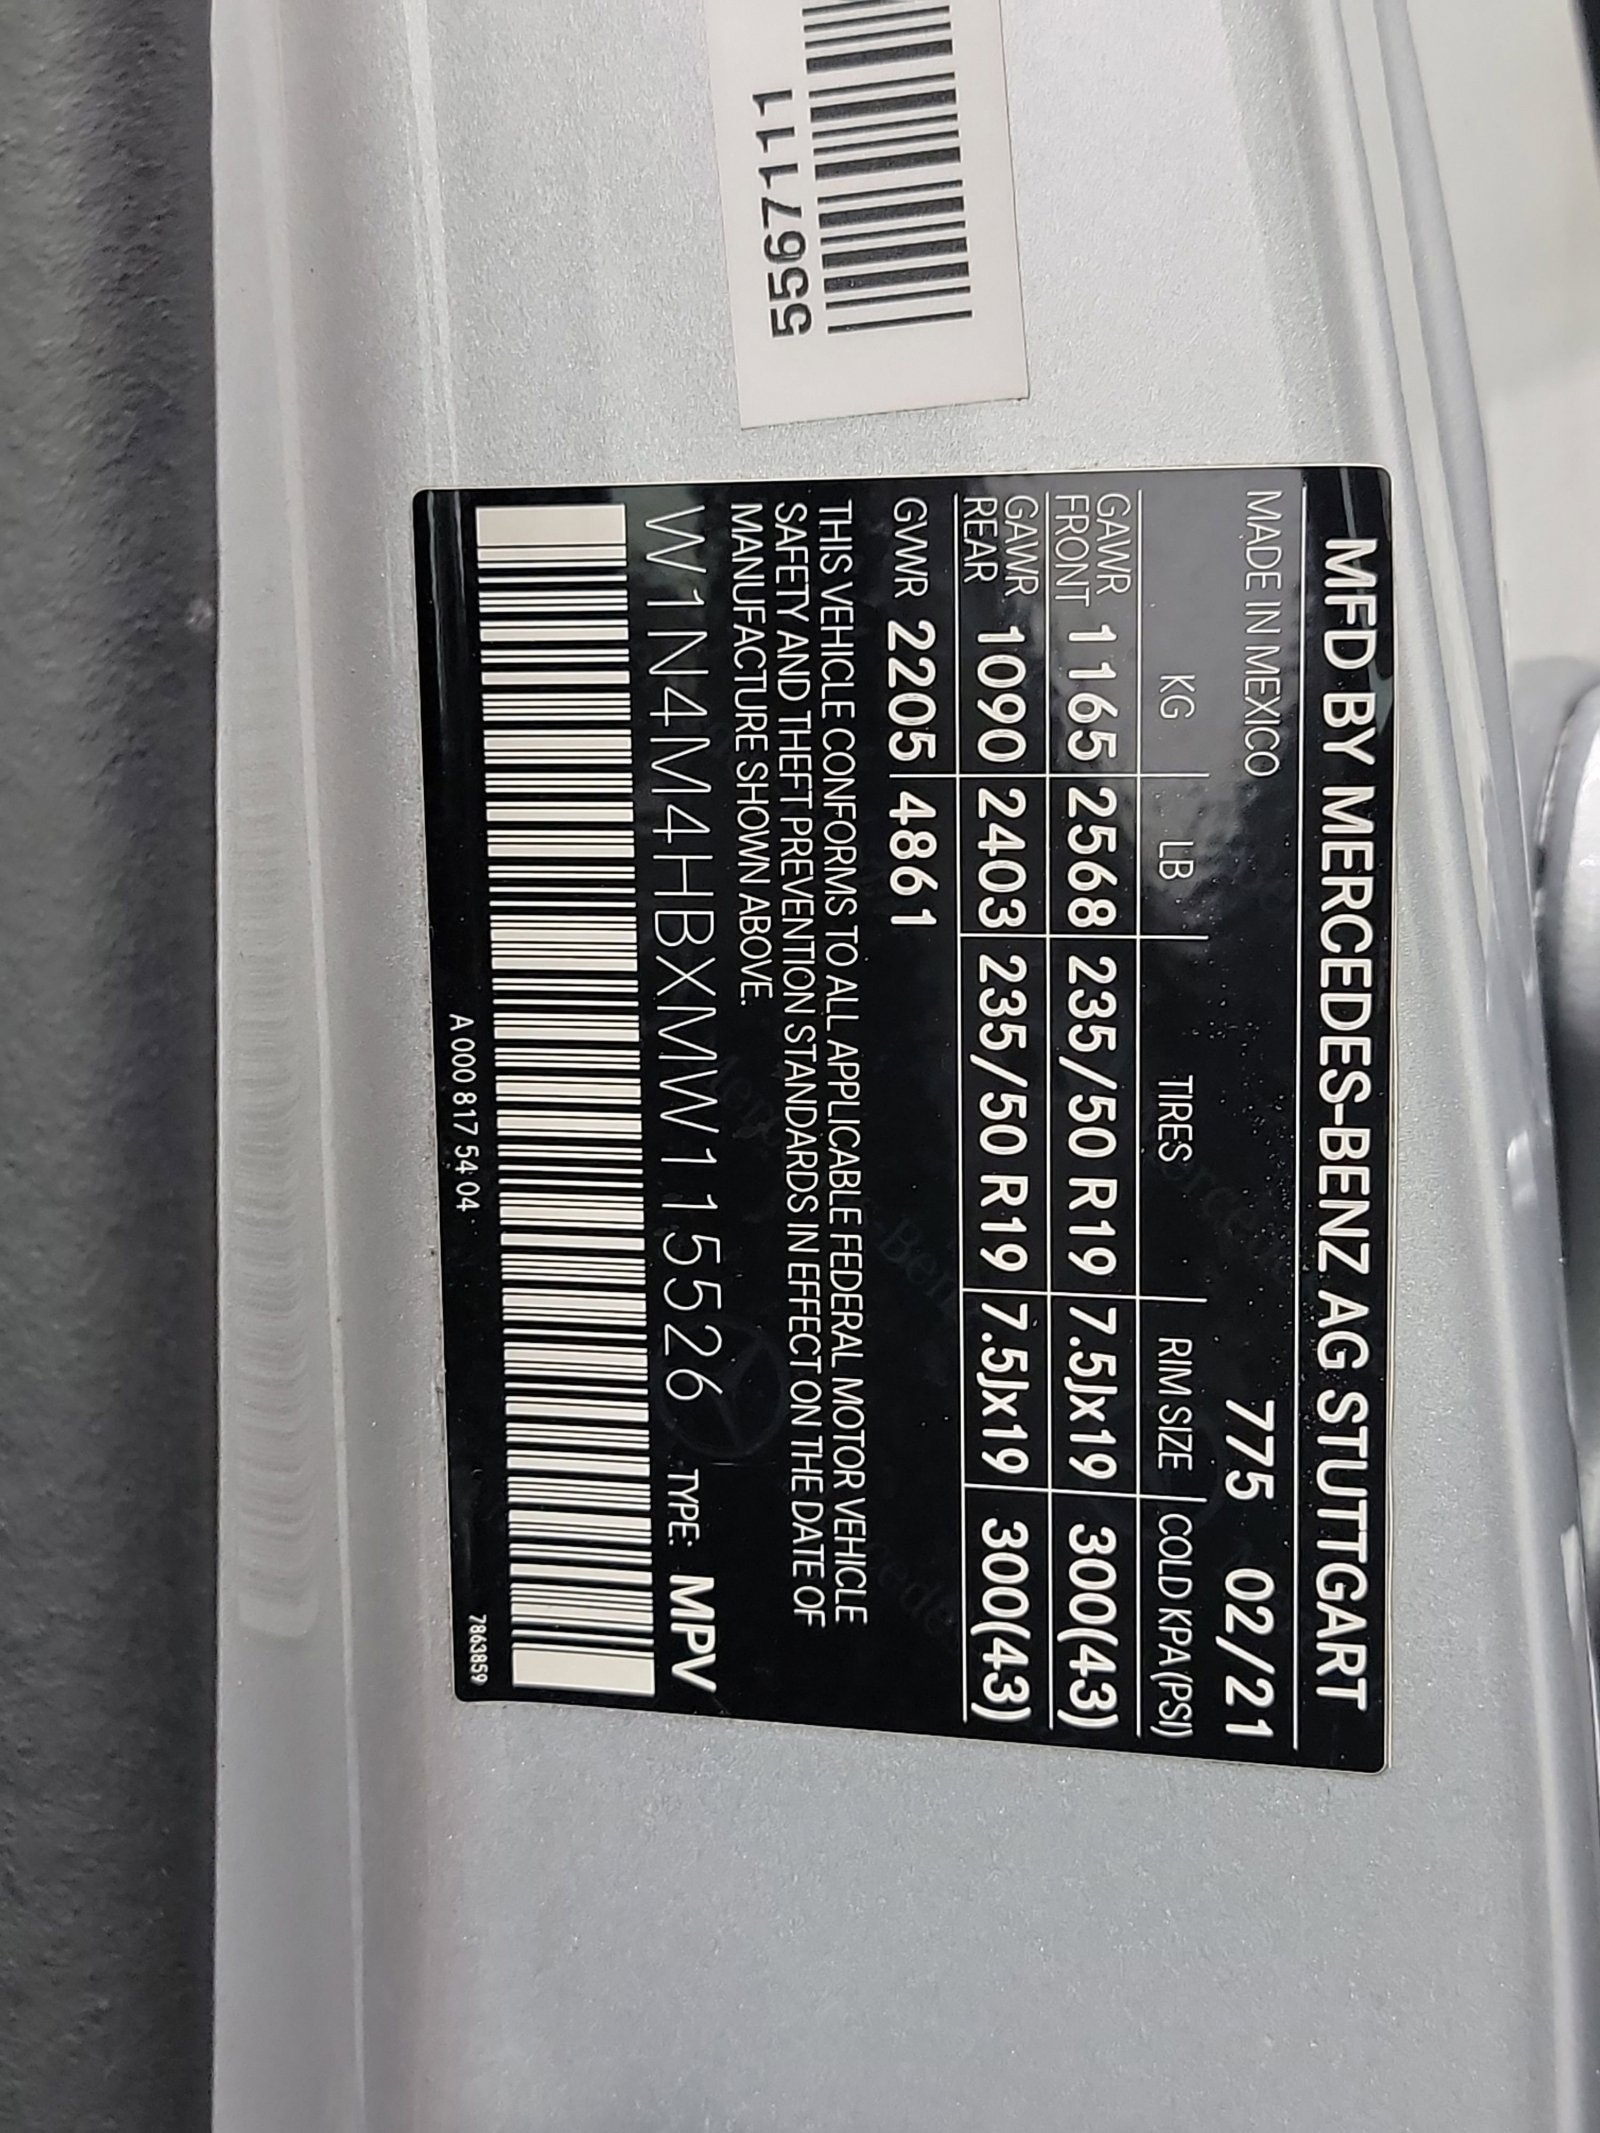 556711
MFD BY MERCEDES-BENZ AG STUTTGART
MADE IN MEXICO 775 02/21
KG LB TIRES RIM SIZE COLD KPA(PSI)
GAWR FRONT 1165 2568 235/50 R19 7.5Jx19 300(43)
GAWR REAR 1090 2403 235/50 R19 7.5Jx19 300(43)
GWR 2205 4861
THIS VEHICLE CONFORMS TO ALL APPLICABLE FEDERAL MOTOR VEHICLE
SAFETY AND THEFT PREVENTION STANDARDS IN EFFECT ON THE DATE OF
MANUFACTURE SHOWN ABOVE.
W1N4M4HBXMW115526 TYPE: MPV
A 000 817 54 04 7863859